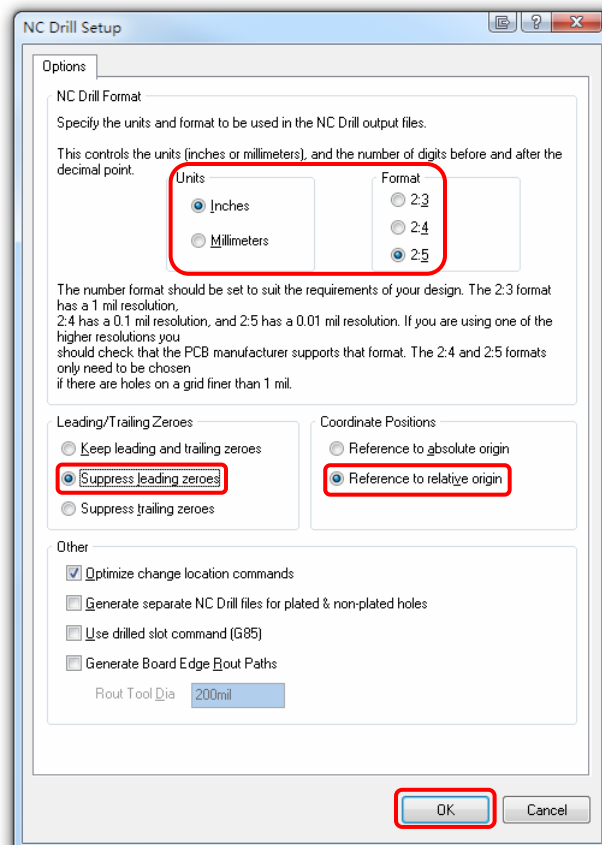 NC Drill Setup
Options
NC Drill Format
Specify the units and format to be used in the NC Drill output files.
This controls the units (inches or millimeters), and the number of digits before and after the
decimal point.
Units
Inches
Millimeters
Format
2:3
2:4
2:5
The number format should be set to suit the requirements of your design. The 2:3 format
has a 1 mil resolution,
2:4 has a 0.1 mil resolution, and 2:5 has a 0.01 mil resolution. If you are using one of the
higher resolutions you
should check that the PCB manufacturer supports that format. The 2:4 and 2:5 formats
only need to be chosen
if there are holes on a grid finer than 1 mil.
Leading/Trailing Zeroes
Keep leading and trailing zeroes
Suppress leading zeroes
Suppress trailing zeroes
Coordinate Positions
Reference to absolute origin
Reference to relative origin
Other
Optimize change location commands
Generate separate NC Drill files for plated & non-plated holes
Use drilled slot command (G85)
Generate Board Edge Rout Paths
Rout Tool Dia 200mil
OK Cancel